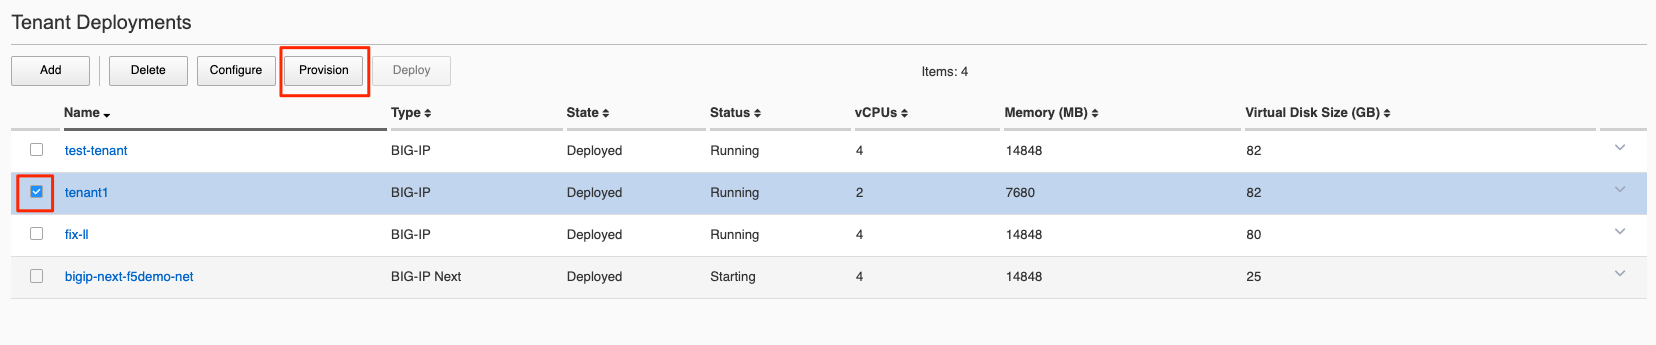 Tenant Deployments
Add Delete Configure Provision Deploy Items: 4
Name Type State Status vCPUs Memory (MB) Virtual Disk Size (GB)
test-tenant BIG-IP Deployed Running 4 14848 82
tenant1 BIG-IP Deployed Running 2 7680 82
fix-ll BIG-IP Deployed Running 4 14848 80
bigip-next-f5demo-net BIG-IP Next Deployed Starting 4 14848 25